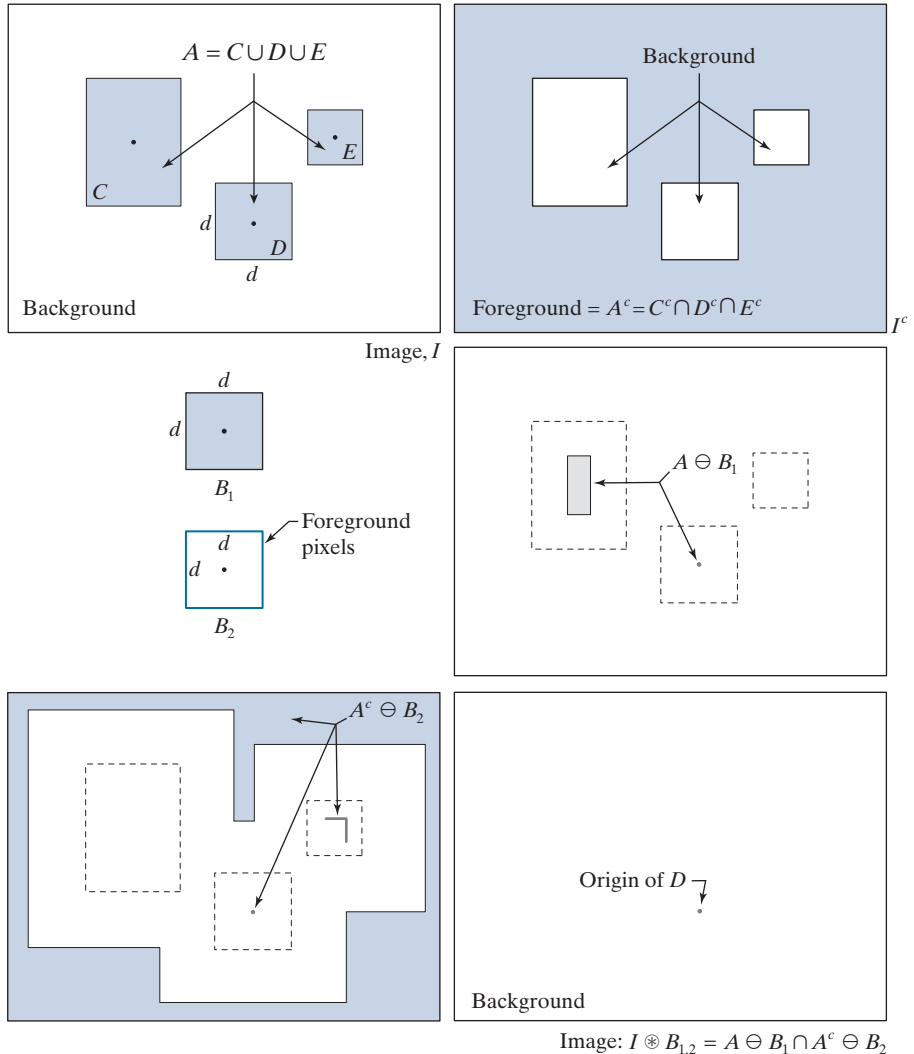 A = C ∪ D ∪ E
C
E
d
D
d
Background
Image, I
Background
Foreground = A^c = C^c ∩ D^c ∩ E^c
I^c
d
d
B_1
Foreground
pixels
d
d
B_2
A ⊖ B_1
A^c ⊖ B_2
Origin of D
Background
Image: I ⊛ B_{1,2} = A ⊖ B_1 ∩ A^c ⊖ B_2